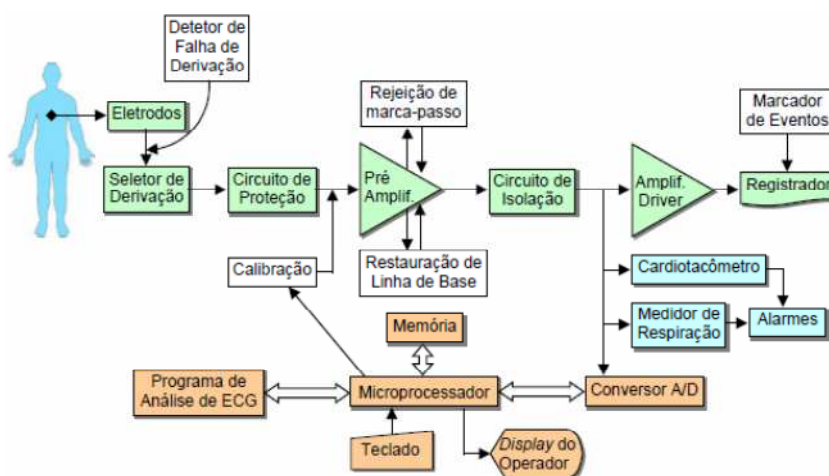 Detetor de
Falha de
Derivação
Eletrodos
Seletor de
Derivação
Circuito de
Proteção
Rejeição de
marca-passo
Pré
Amplif.
Restauração de
Linha de Base
Calibração
Circuito de
Isolação
Amplif.
Driver
Marcador
de Eventos
Registrador
Cardiotacômetro
Medidor de
Respiração
Alarmes
Memória
Programa de
Análise de ECG
Microprocessador
Conversor A/D
Teclado
Display do
Operador